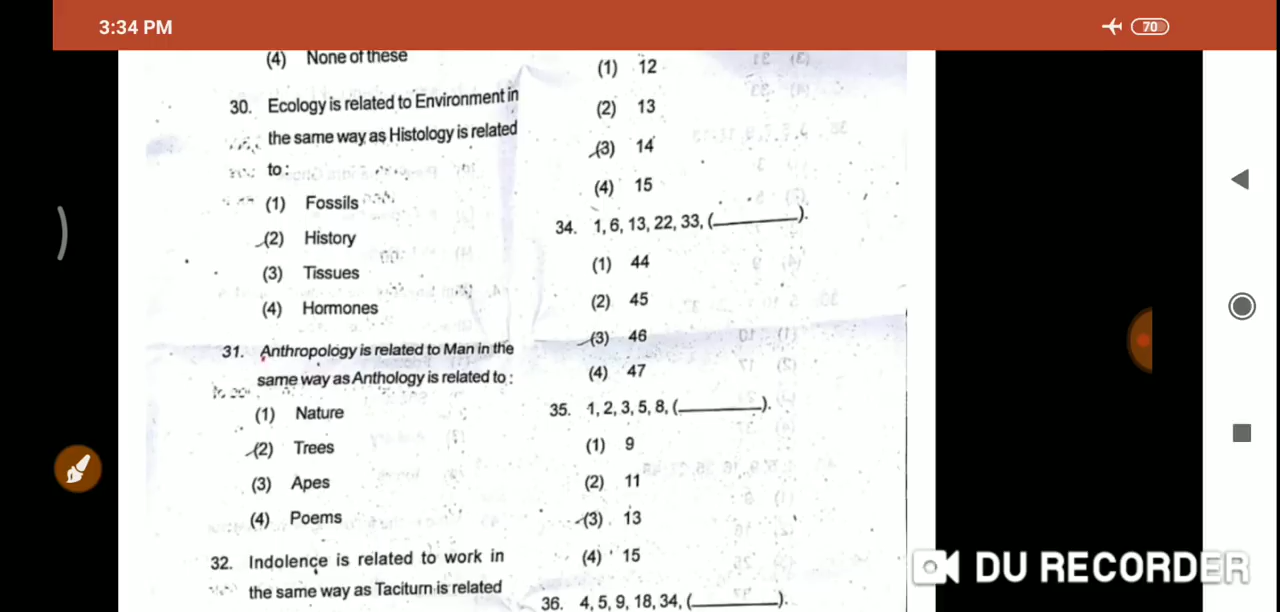 3:34 PM
70
(4) None of these
30. Ecology is related to Environment in
the same way as Histology is related
to :
(1) Fossils
(2) History
(3) Tissues
(4) Hormones
31. Anthropology is related to Man in the
same way as Anthology is related to :
(1) Nature
(2) Trees
(3) Apes
(4) Poems
32. Indolence is related to work in
the same way as Taciturn is related
(1) 12
(2) 13
(3) 14
(4) 15
34. 1, 6, 13, 22, 33, (_________).
(1) 44
(2) 45
(3) 46
(4) 47
35. 1, 2, 3, 5, 8, (_________).
(1) 9
(2) 11
(3) 13
(4) 15
36. 4, 5, 9, 18, 34, (_________).
DU RECORDER